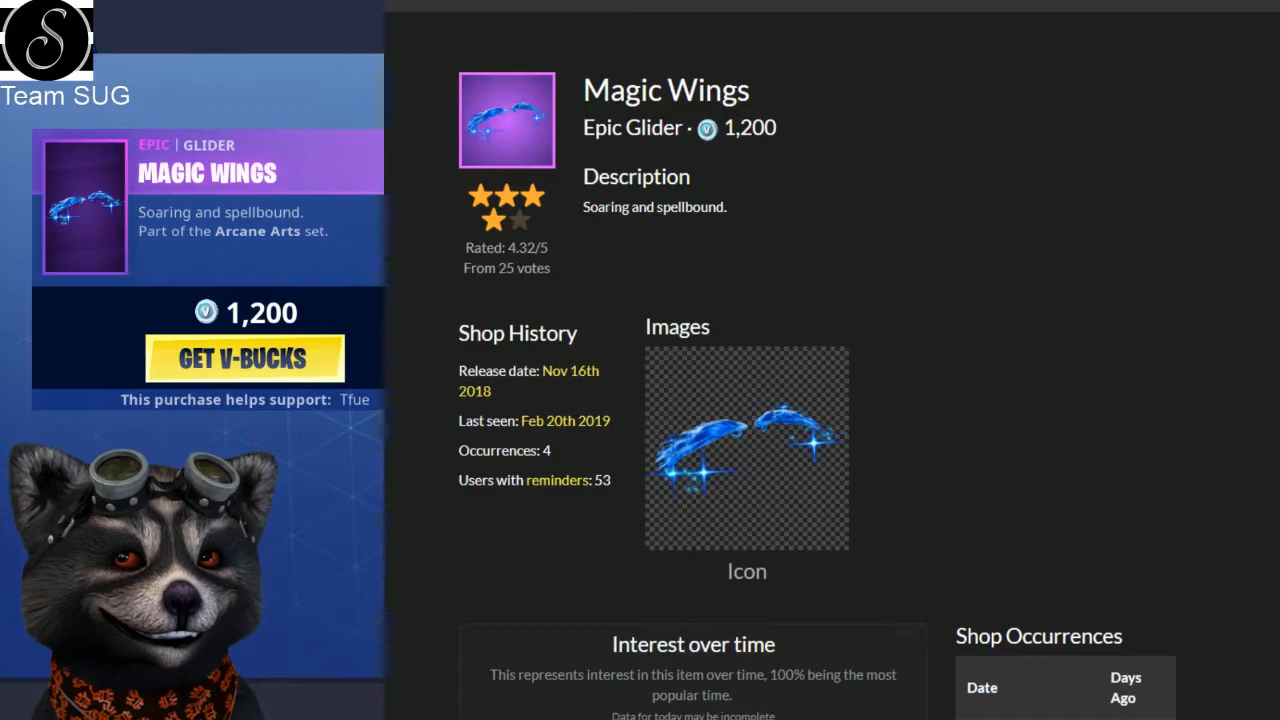 S
Team SUG
EPIC | GLIDER
MAGIC WINGS
Soaring and spellbound.
Part of the Arcane Arts set.
V 1,200
GET V-BUCKS
This purchase helps support: Tfue
Magic Wings
Epic Glider · V 1,200
Description
Soaring and spellbound.
Rated: 4.32/5
From 25 votes
Shop History
Release date: Nov 16th
2018
Last seen: Feb 20th 2019
Occurrences: 4
Users with reminders: 53
Images
Icon
Interest over time
This represents interest in this item over time, 100% being the most
popular time.
Data for today may be incomplete
Shop Occurrences
Date
Days
Ago